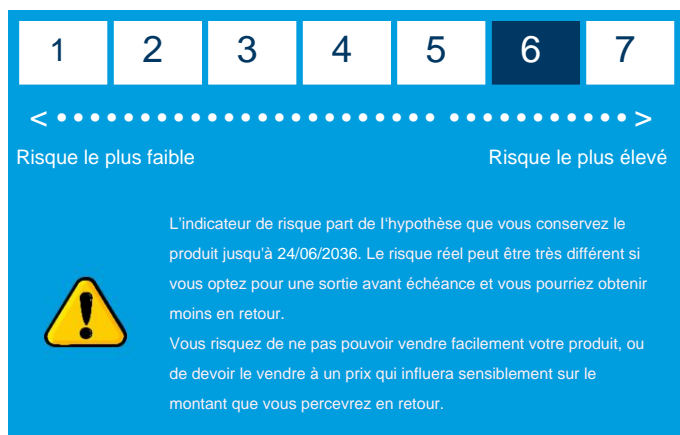 1 2 3 4 5 6 7
< >
Risque le plus faible Risque le plus élevé
L'indicateur de risque part de l‘hypothèse que vous conservez le
produit jusqu'à 24/06/2036. Le risque réel peut être très différent si
vous optez pour une sortie avant échéance et vous pourriez obtenir
moins en retour.
Vous risquez de ne pas pouvoir vendre facilement votre produit, ou
de devoir le vendre à un prix qui influera sensiblement sur le
montant que vous percevrez en retour.